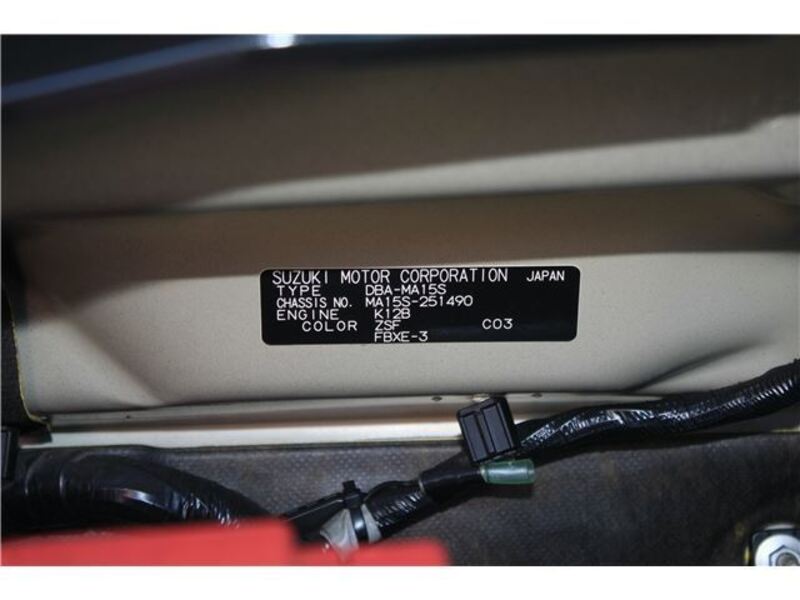 SUZUKI MOTOR CORPORATION JAPAN
TYPE DBA-MA15S
CHASSIS NO. MA15S-251490
ENGINE K12B
COLOR ZSF C03
FBXE-3